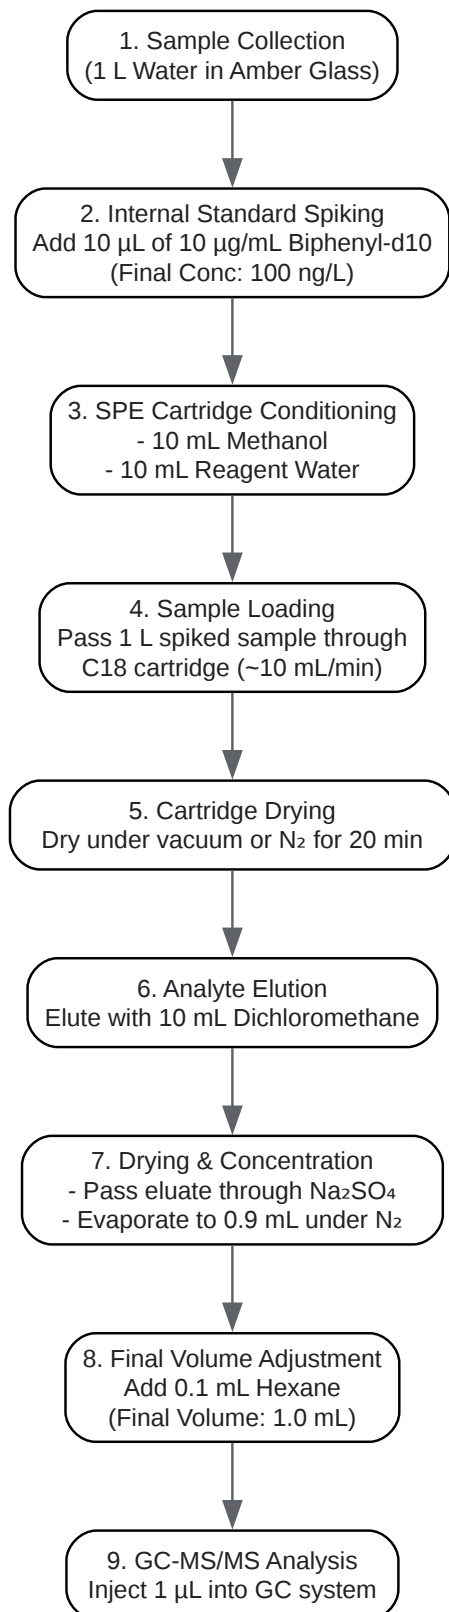 1. Sample Collection
(1 L Water in Amber Glass)
2. Internal Standard Spiking
Add 10 µL of 10 µg/mL Biphenyl-d10
(Final Conc: 100 ng/L)
3. SPE Cartridge Conditioning
- 10 mL Methanol
- 10 mL Reagent Water
4. Sample Loading
Pass 1 L spiked sample through
C18 cartridge (~10 mL/min)
5. Cartridge Drying
Dry under vacuum or N₂ for 20 min
6. Analyte Elution
Elute with 10 mL Dichloromethane
7. Drying & Concentration
- Pass eluate through Na₂SO₄
- Evaporate to 0.9 mL under N₂
8. Final Volume Adjustment
Add 0.1 mL Hexane
(Final Volume: 1.0 mL)
9. GC-MS/MS Analysis
Inject 1 µL into GC system